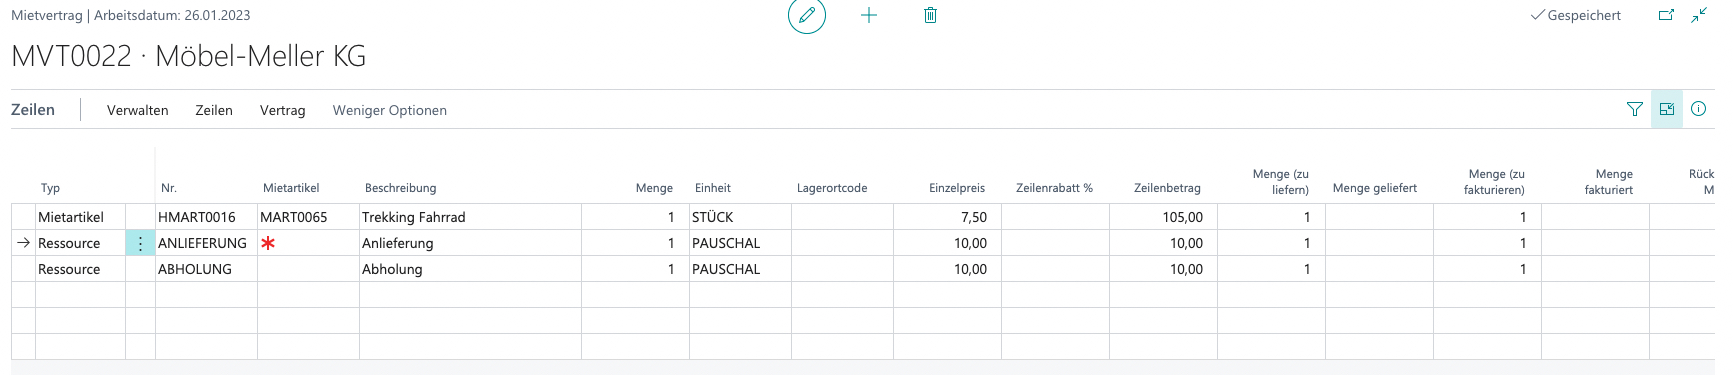 Mietvertrag | Arbeitsdatum: 26.01.2023
Gespeichert
MVT0022 · Möbel-Meller KG
Zeilen Verwalten Zeilen Vertrag Weniger Optionen
Typ Nr. Mietartikel Beschreibung Menge Einheit Lagerortcode Einzelpreis Zeilenrabatt % Zeilenbetrag Menge (zu liefern) Menge geliefert Menge (zu fakturieren) Menge fakturiert Rück M
Mietartikel HMART0016 MART0065 Trekking Fahrrad 1 STÜCK 7,50 105,00 1 1
Ressource ANLIEFERUNG Anlieferung 1 PAUSCHAL 10,00 10,00 1 1
Ressource ABHOLUNG Abholung 1 PAUSCHAL 10,00 10,00 1 1